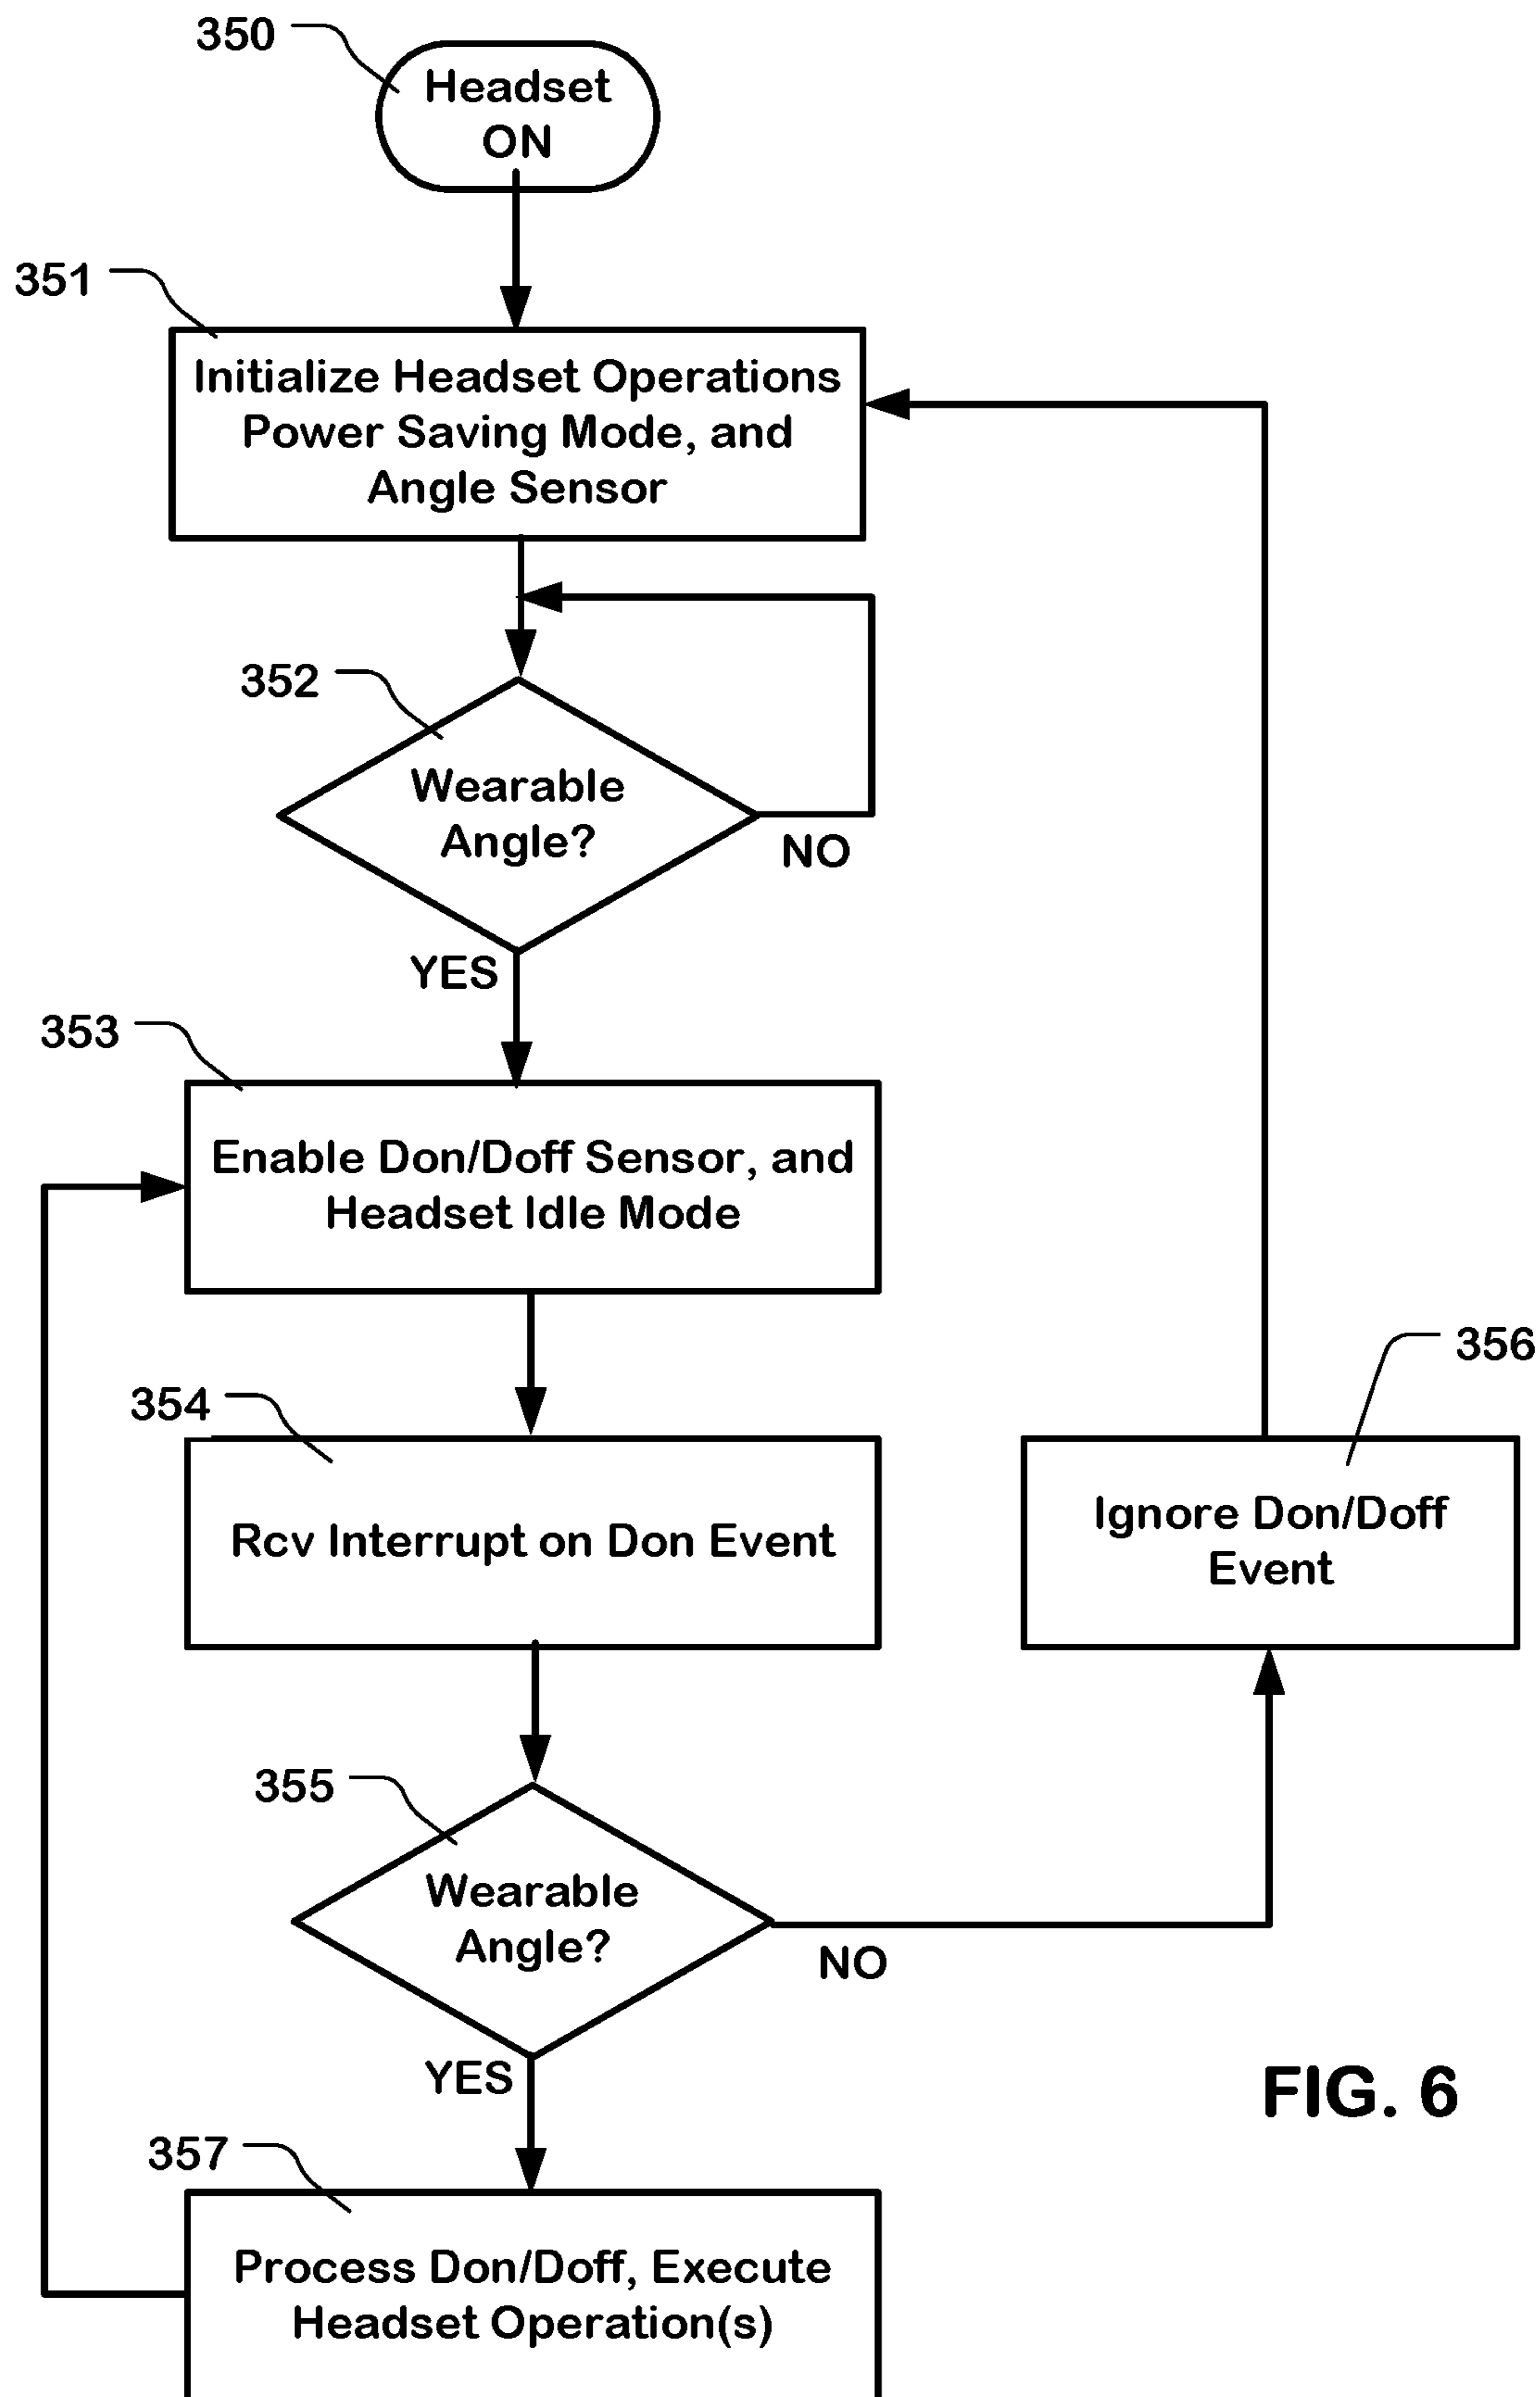 350
Headset
ON
351
Initialize Headset Operations
Power Saving Mode, and
Angle Sensor
352
Wearable
Angle?
NO
YES
353
Enable Don/Doff Sensor, and
Headset Idle Mode
354
Rcv Interrupt on Don Event
356
Ignore Don/Doff
Event
355
Wearable
Angle?
NO
YES
FIG. 6
357
Process Don/Doff, Execute
Headset Operation(s)